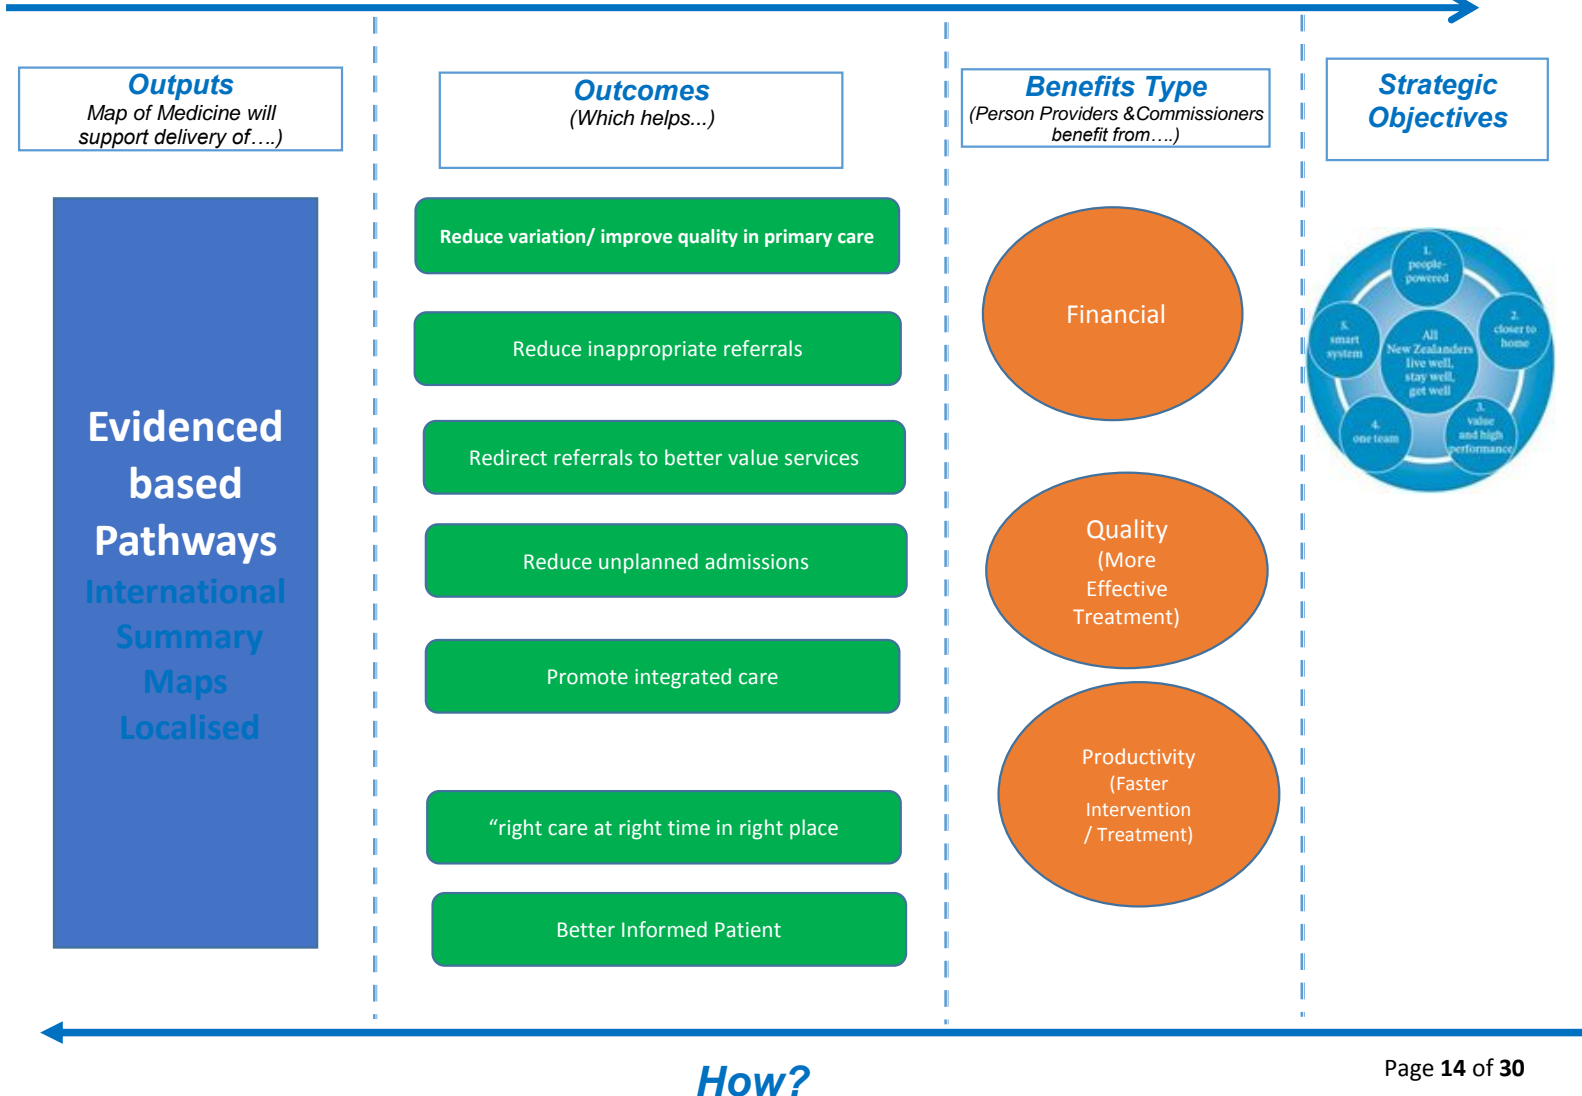 Outputs
Map of Medicine will
support delivery of….)
Outcomes
(Which helps...)
Benefits Type
(Person Providers &Commissioners
benefit from….)
Strategic
Objectives
Evidenced
based
Pathways
International
Summary
Maps
Localised
Reduce variation/ improve quality in primary care
Reduce inappropriate referrals
Redirect referrals to better value services
Reduce unplanned admissions
Promote integrated care
“right care at right time in right place
Better Informed Patient
Financial
Quality
(More
Effective
Treatment)
Productivity
(Faster
Intervention
/ Treatment)
1.
people-
powered
2.
closer to
home
3.
value
and high
performance
4.
one team
5.
smart
system
All
New Zealanders
live well,
stay well,
get well
How?
Page 14 of 30